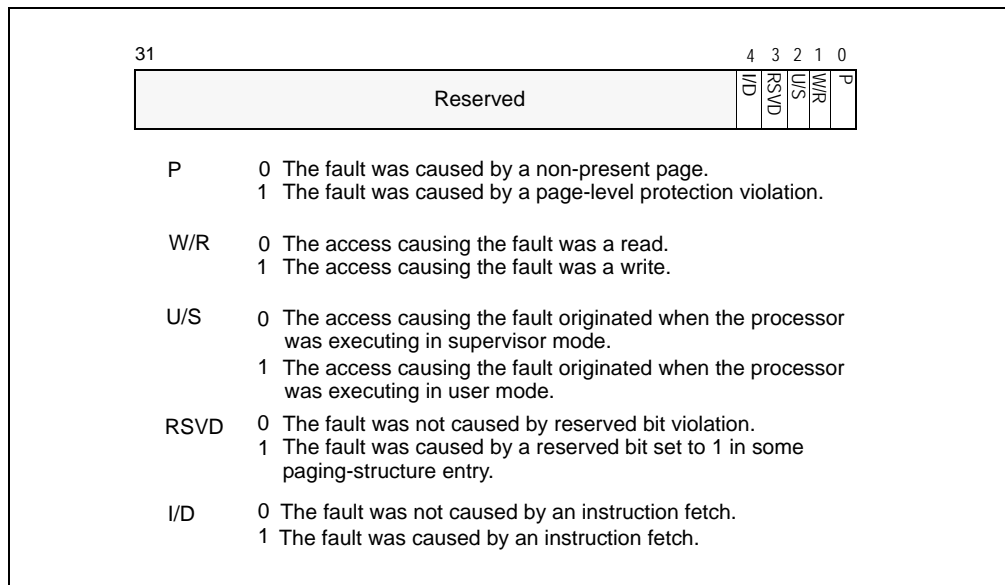 31 4 3 2 1 0
Reserved I/D RSVD U/S W/R P
P 0 The fault was caused by a non-present page.
1 The fault was caused by a page-level protection violation.
W/R 0 The access causing the fault was a read.
1 The access causing the fault was a write.
U/S 0 The access causing the fault originated when the processor
was executing in supervisor mode.
1 The access causing the fault originated when the processor
was executing in user mode.
RSVD 0 The fault was not caused by reserved bit violation.
1 The fault was caused by a reserved bit set to 1 in some
paging-structure entry.
I/D 0 The fault was not caused by an instruction fetch.
1 The fault was caused by an instruction fetch.